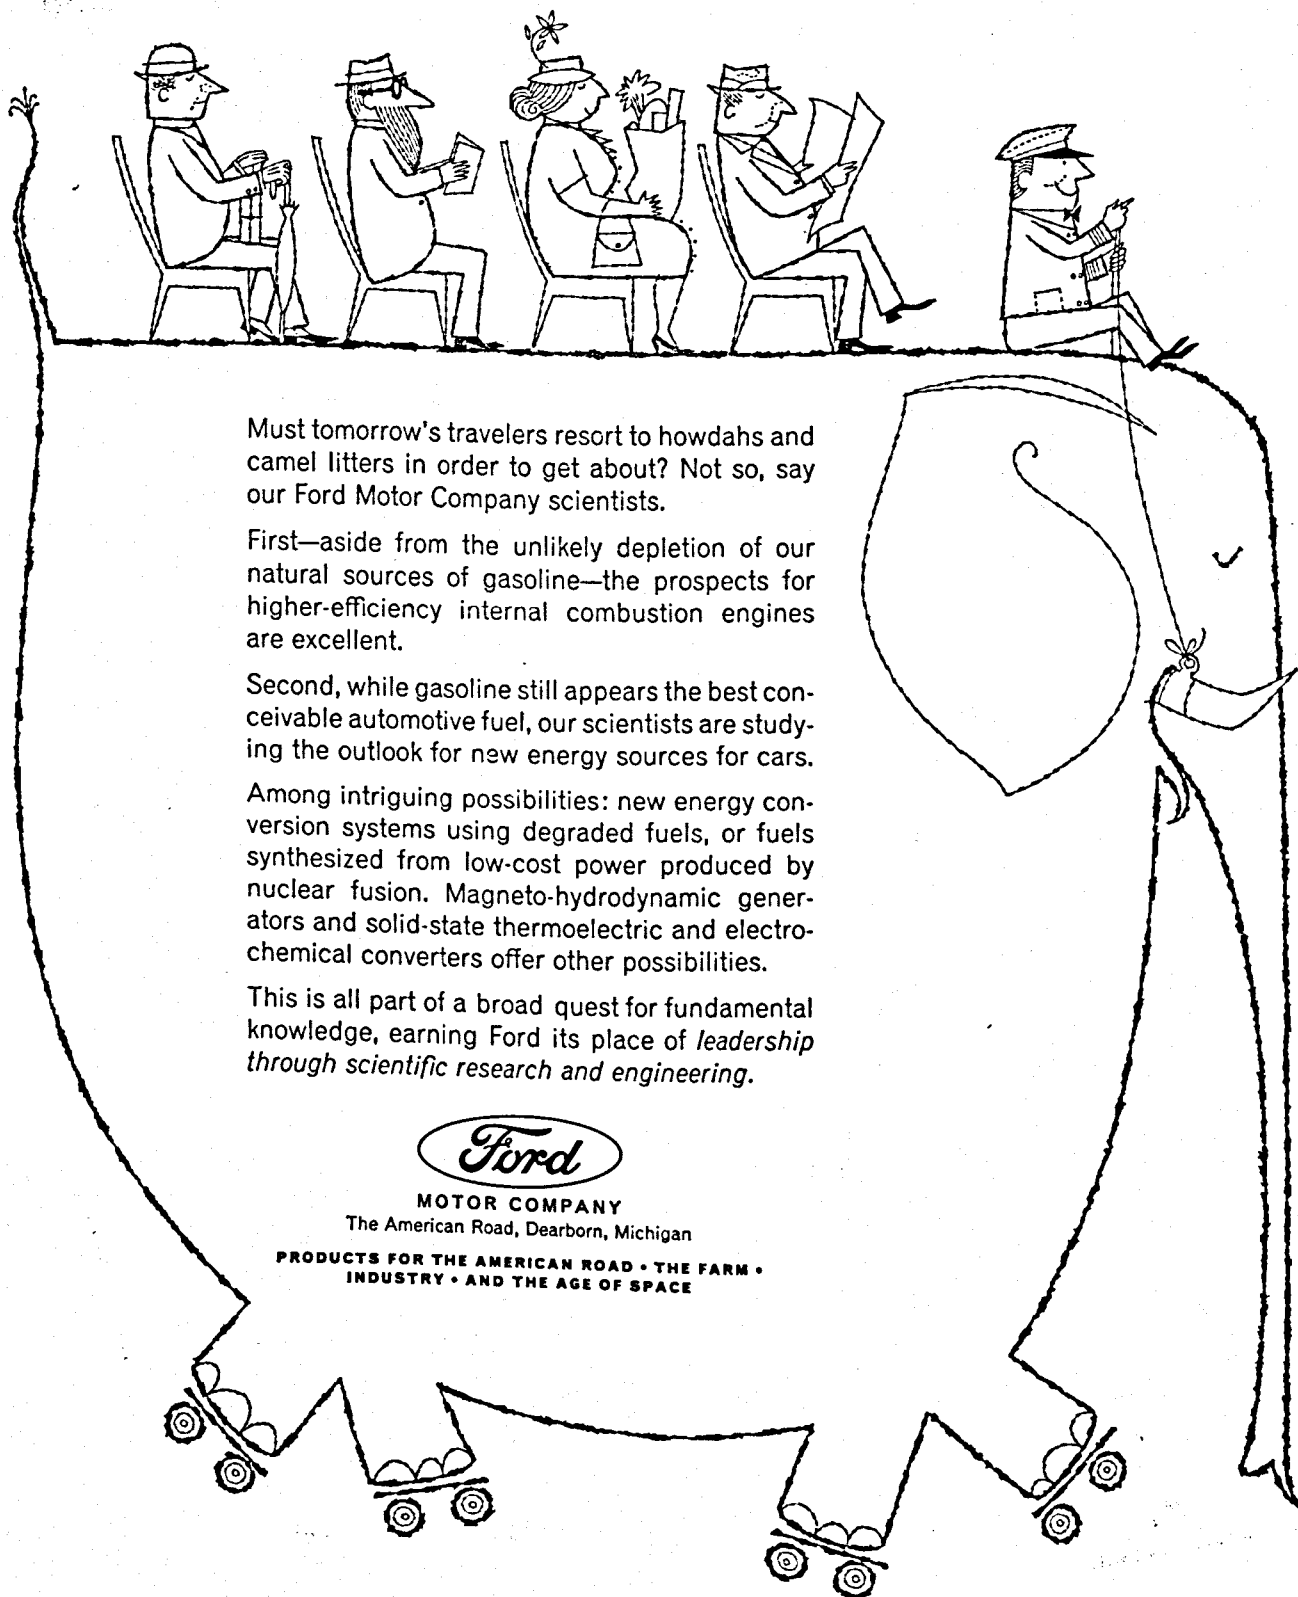 Must tomorrow's travelers resort to howdahs and
camel litters in order to get about? Not so, say
our Ford Motor Company scientists.
First—aside from the unlikely depletion of our
natural sources of gasoline—the prospects for
higher-efficiency internal combustion engines
are excellent.
Second, while gasoline still appears the best con-
ceivable automotive fuel, our scientists are study-
ing the outlook for new energy sources for cars.
Among intriguing possibilities: new energy con-
version systems using degraded fuels, or fuels
synthesized from low-cost power produced by
nuclear fusion. Magneto-hydrodynamic gener-
ators and solid-state thermoelectric and electro-
chemical converters offer other possibilities.
This is all part of a broad quest for fundamental
knowledge, earning Ford its place of leadership
through scientific research and engineering.
Ford
MOTOR COMPANY
The American Road, Dearborn, Michigan
PRODUCTS FOR THE AMERICAN ROAD • THE FARM •
INDUSTRY • AND THE AGE OF SPACE